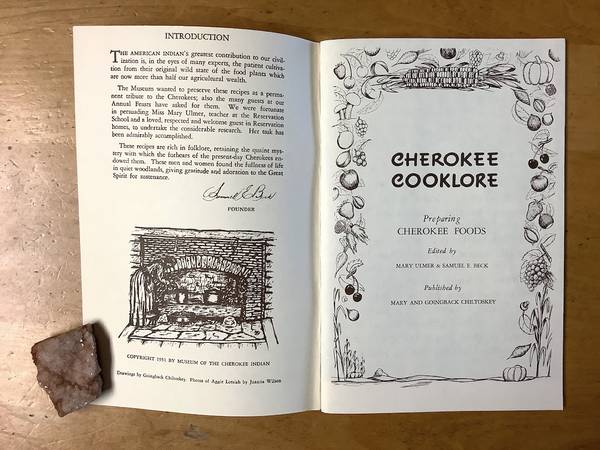 INTRODUCTION
THE AMERICAN INDIAN's greatest contribution to our civil-
ization is, in the eyes of many experts, the patient cultiva-
tion from their original wild state of the food plants which
are now more than half our agricultural wealth.
The Museum wanted to preserve these recipes as a perma-
nent tribute to the Cherokees; also the many guests at our
Annual Feasts have asked for them. We were fortunate
in persuading Miss Mary Ulmer, teacher at the Reservation
School and a loved, respected and welcome guest in Reservation
homes, to undertake the considerable research. Her task has
been admirably accomplished.
These recipes are rich in folklore, retaining the quaint mys-
tery with which the forbears of the present-day Cherokees en-
dowed them. These men and women found the fullness of life
in quiet woodlands, giving gratitude and adoration to the Great
Spirit for sustenance.
Samuel E. Beck
FOUNDER
COPYRIGHT 1951 BY MUSEUM OF THE CHEROKEE INDIAN
Drawings by Goingback Chiltoskey. Photos of Aggie Lossiah by Joanna Wilson
CHEROKEE
COOKLORE
Preparing
CHEROKEE FOODS
Edited by
MARY ULMER & SAMUEL E. BECK
Published by
MARY AND GOINGBACK CHILTOSKEY